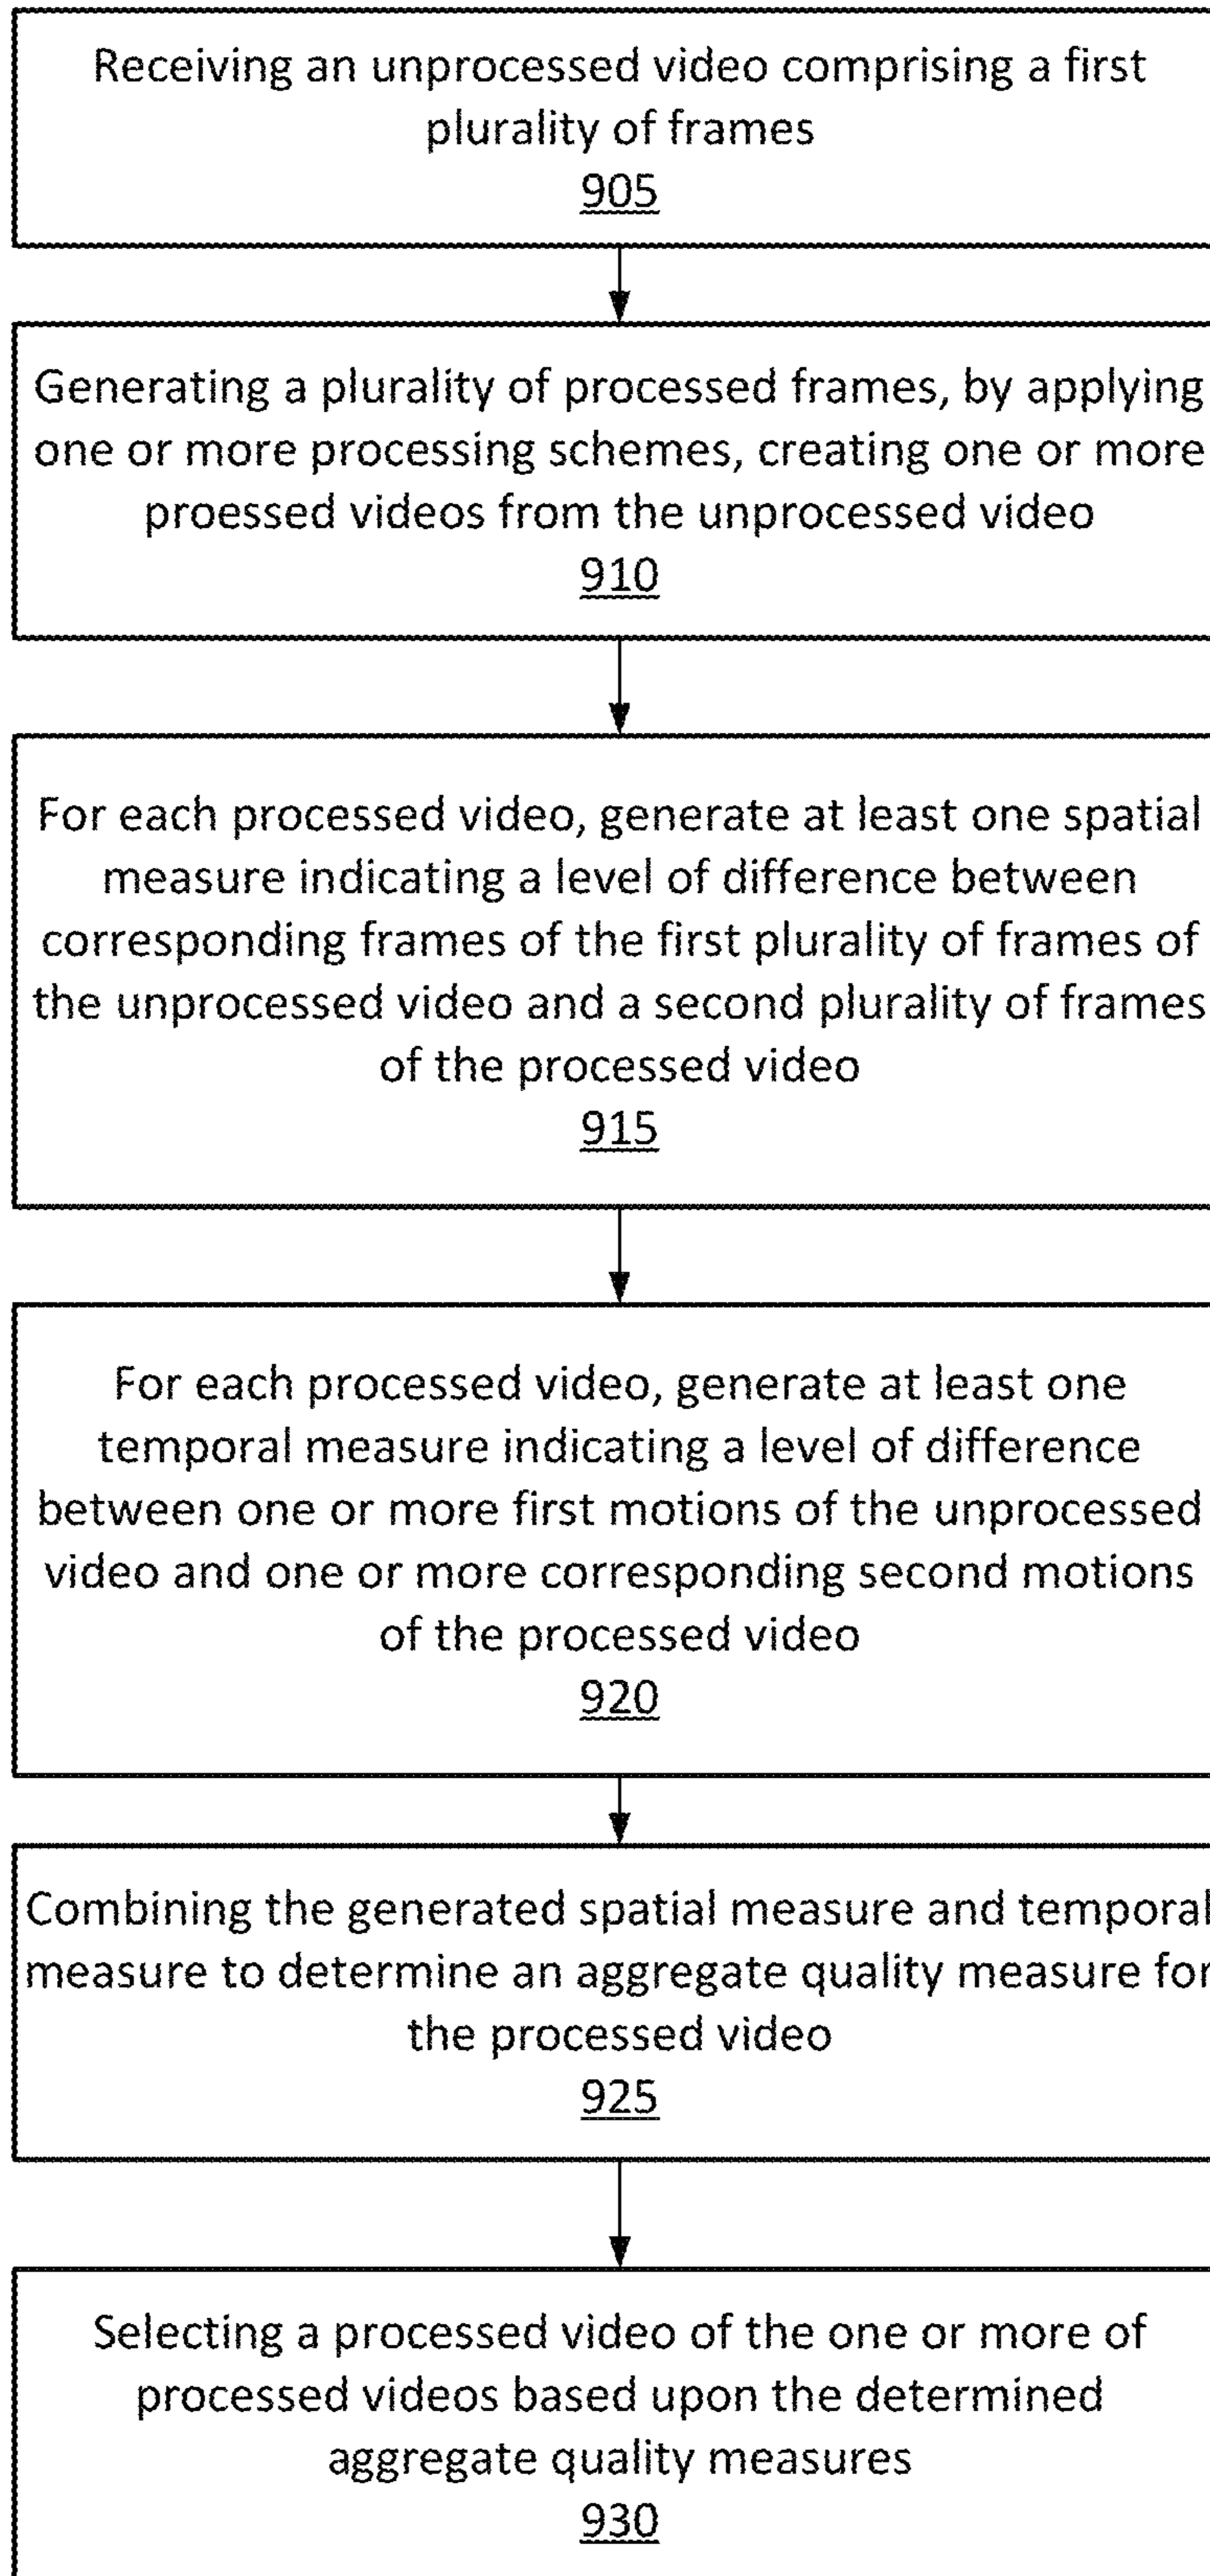 Receiving an unprocessed video comprising a first
plurality of frames
905
Generating a plurality of processed frames, by applying
one or more processing schemes, creating one or more
proessed videos from the unprocessed video
910
For each processed video, generate at least one spatial
measure indicating a level of difference between
corresponding frames of the first plurality of frames of
the unprocessed video and a second plurality of frames
of the processed video
915
For each processed video, generate at least one
temporal measure indicating a level of difference
between one or more first motions of the unprocessed
video and one or more corresponding second motions
of the processed video
920
Combining the generated spatial measure and temporal
measure to determine an aggregate quality measure for
the processed video
925
Selecting a processed video of the one or more of
processed videos based upon the determined
aggregate quality measures
930